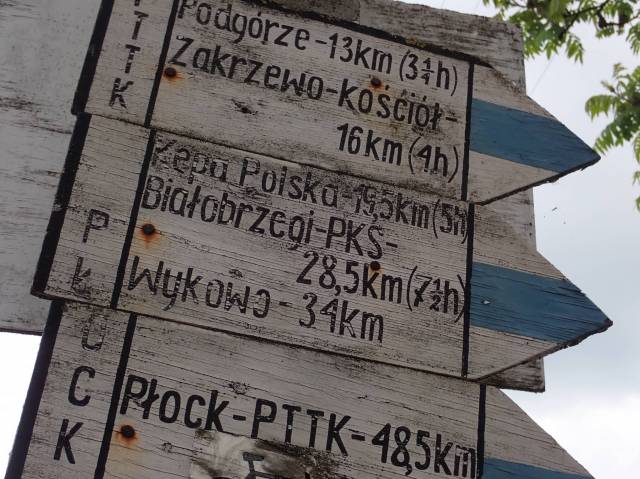 PTTK
Podgórze-13km(3¼h)
Zakrzewo-kościół-
16km(4h)
Kępa Polska-19,5km(5h)
Białobrzegi-PKS-
28,5km(7½h)
Wykowo-34km
PŁOCK
Płock-PTTK-48,5km